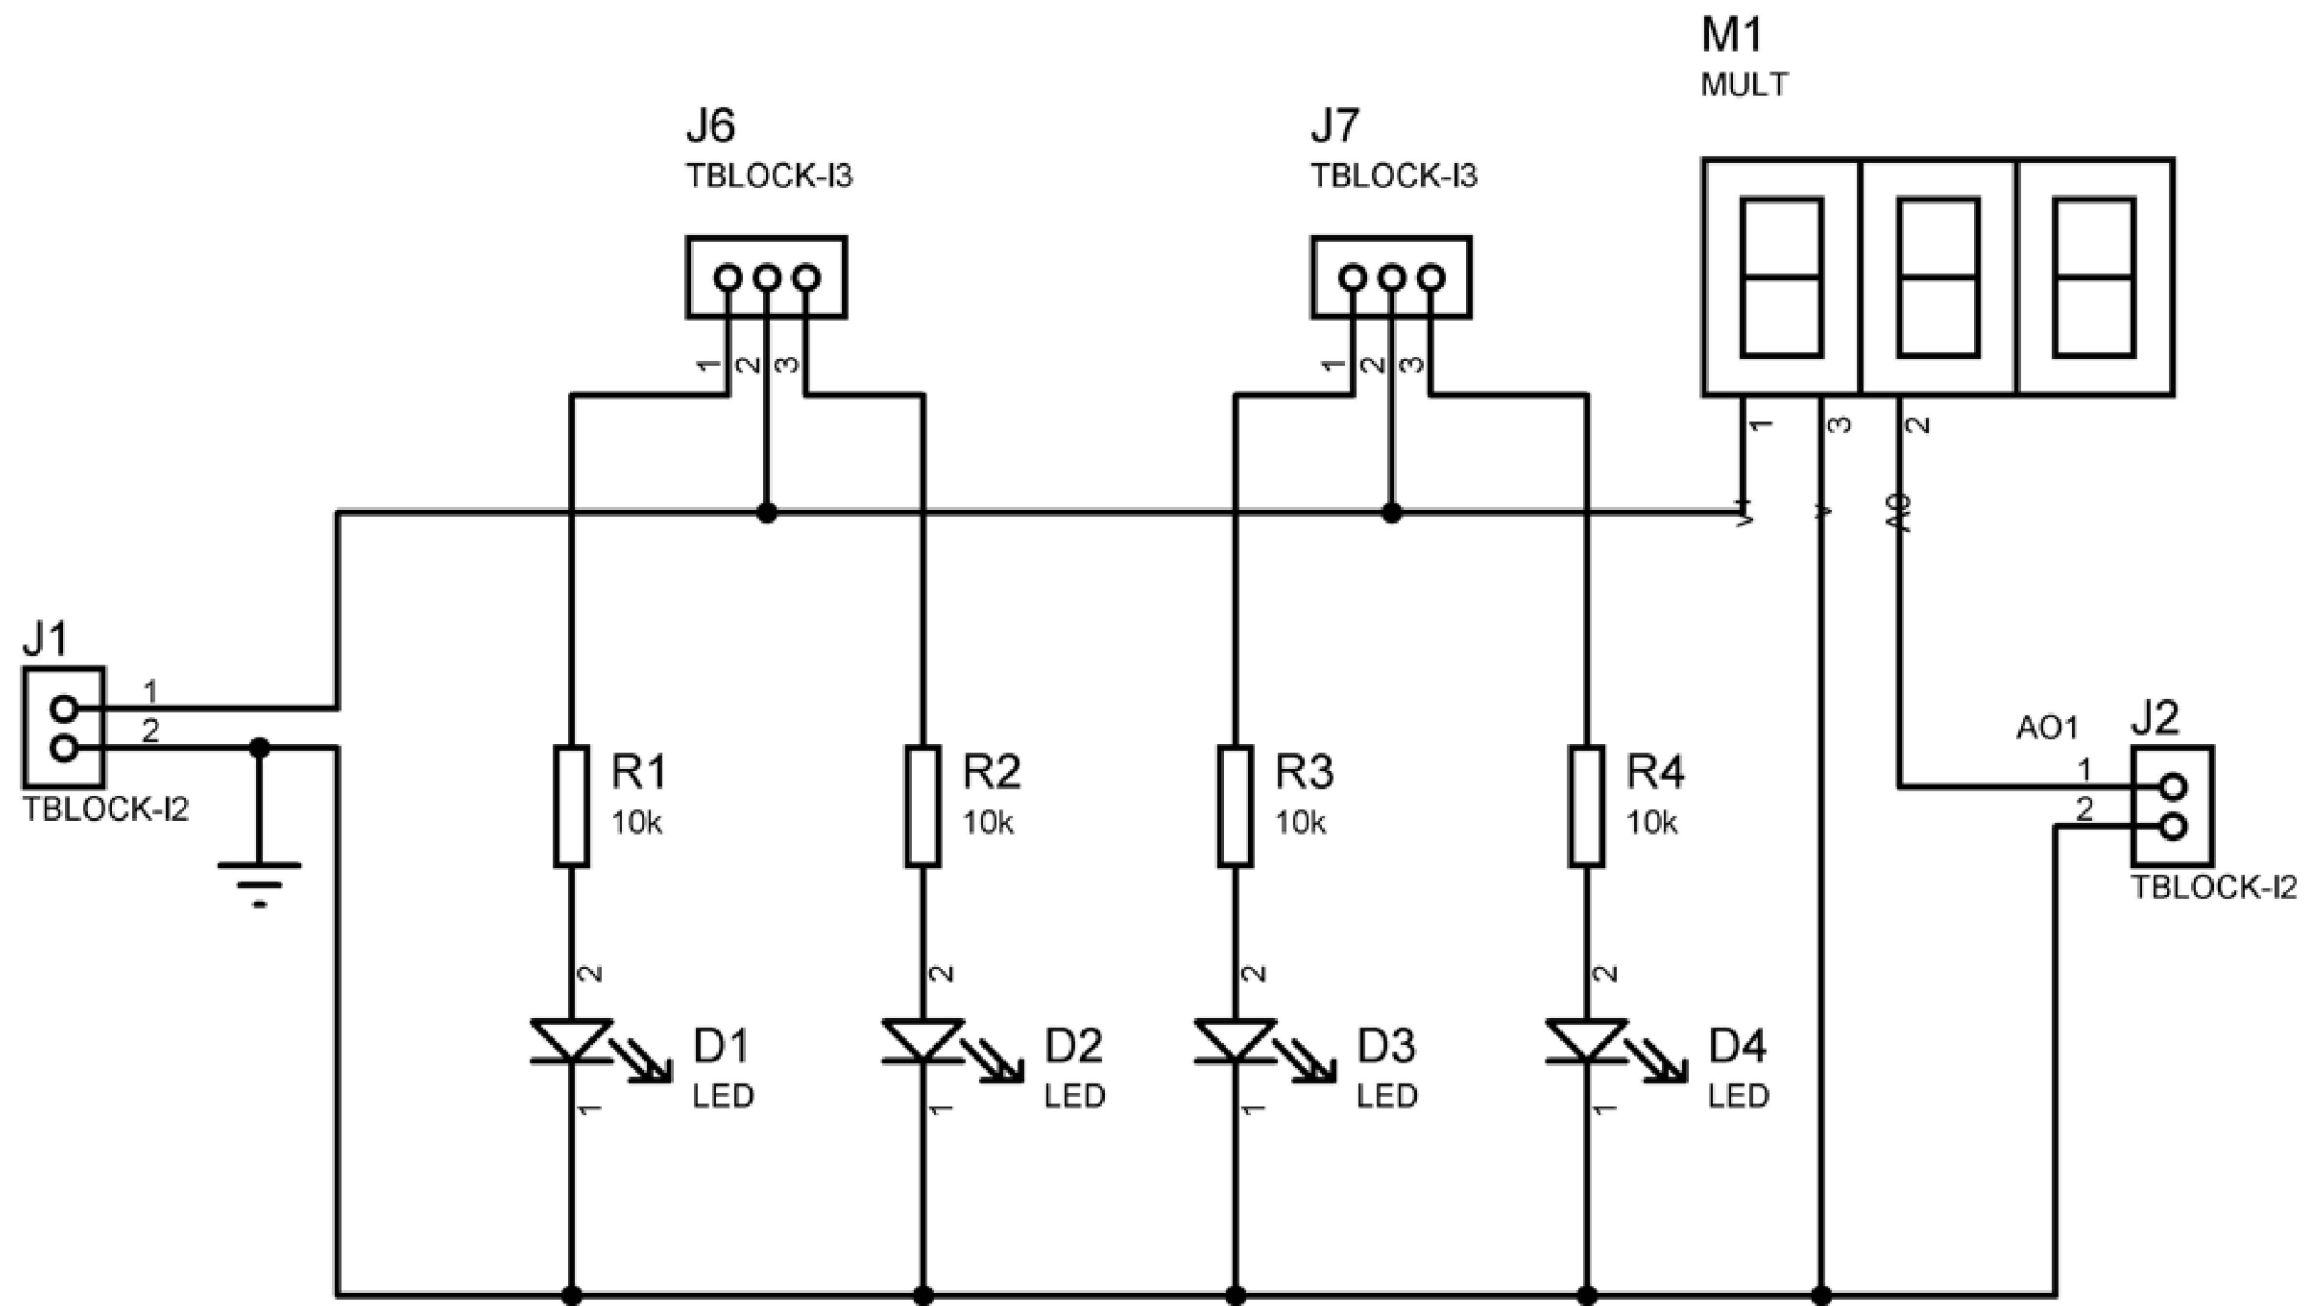 M1
MULT
J6
TBLOCK-I3
J7
TBLOCK-I3
1
2
3
1
2
3
1
3
2
V+
V-
AO
J1
1
2
TBLOCK-I2
AO1
J2
1
2
TBLOCK-I2
R1
10k
R2
10k
R3
10k
R4
10k
2
2
2
2
D1
LED
D2
LED
D3
LED
D4
LED
1
1
1
1